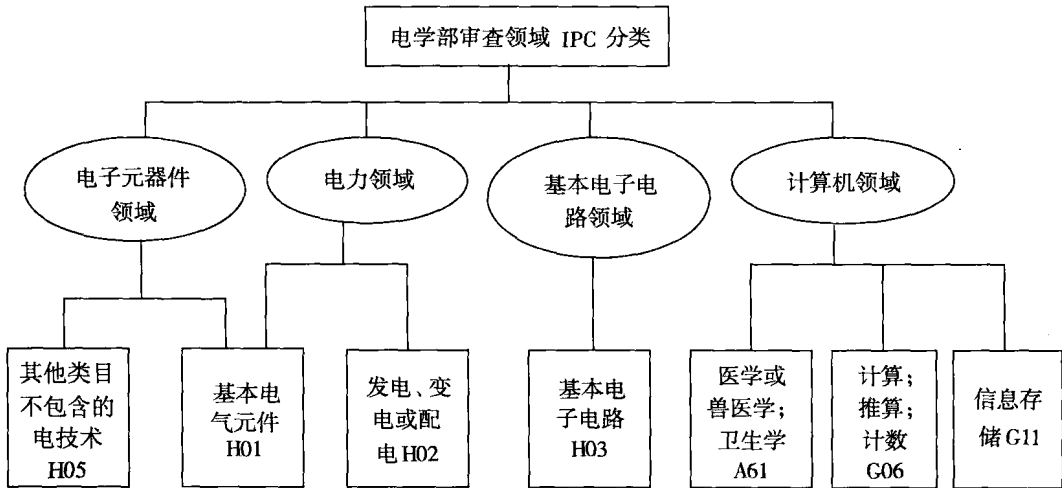 电学部审查领域 IPC 分类
电子元器件
领域
电力领域
基本电子电
路领域
计算机领域
其他类目
不包含的
电技术
H05
基本电
气元件
H01
发电、变
电或配
电 H02
基本电
子电路
H03
医学或
兽医学；
卫生学
A61
计算；
推算；
计数
G06
信息存
储 G11